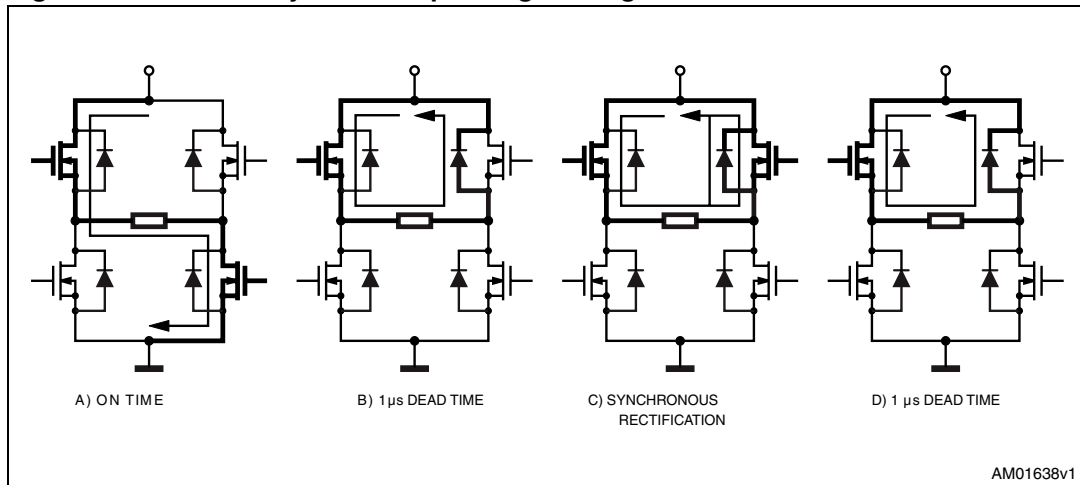 A) ON TIME
B) 1µs DEAD TIME
C) SYNCHRONOUS
RECTIFICATION
D) 1 µs DEAD TIME
AM01638v1